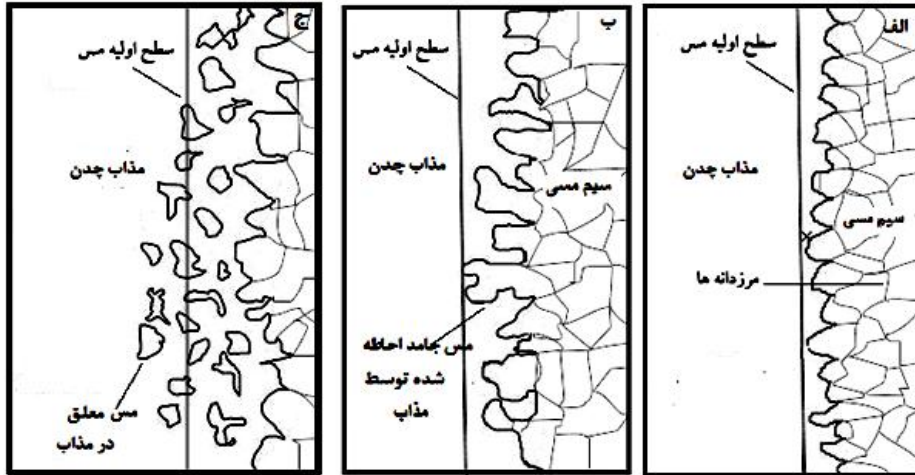 الف
سطح اولیه مس
مذاب چدن
سیم مسی
مرزدانه ها
ب
سطح اولیه مس
مذاب چدن
سیم مسی
مس جامد احاطه
شده توسط
مذاب
ج
سطح اولیه مس
مذاب چدن
مس معلق
در مذاب